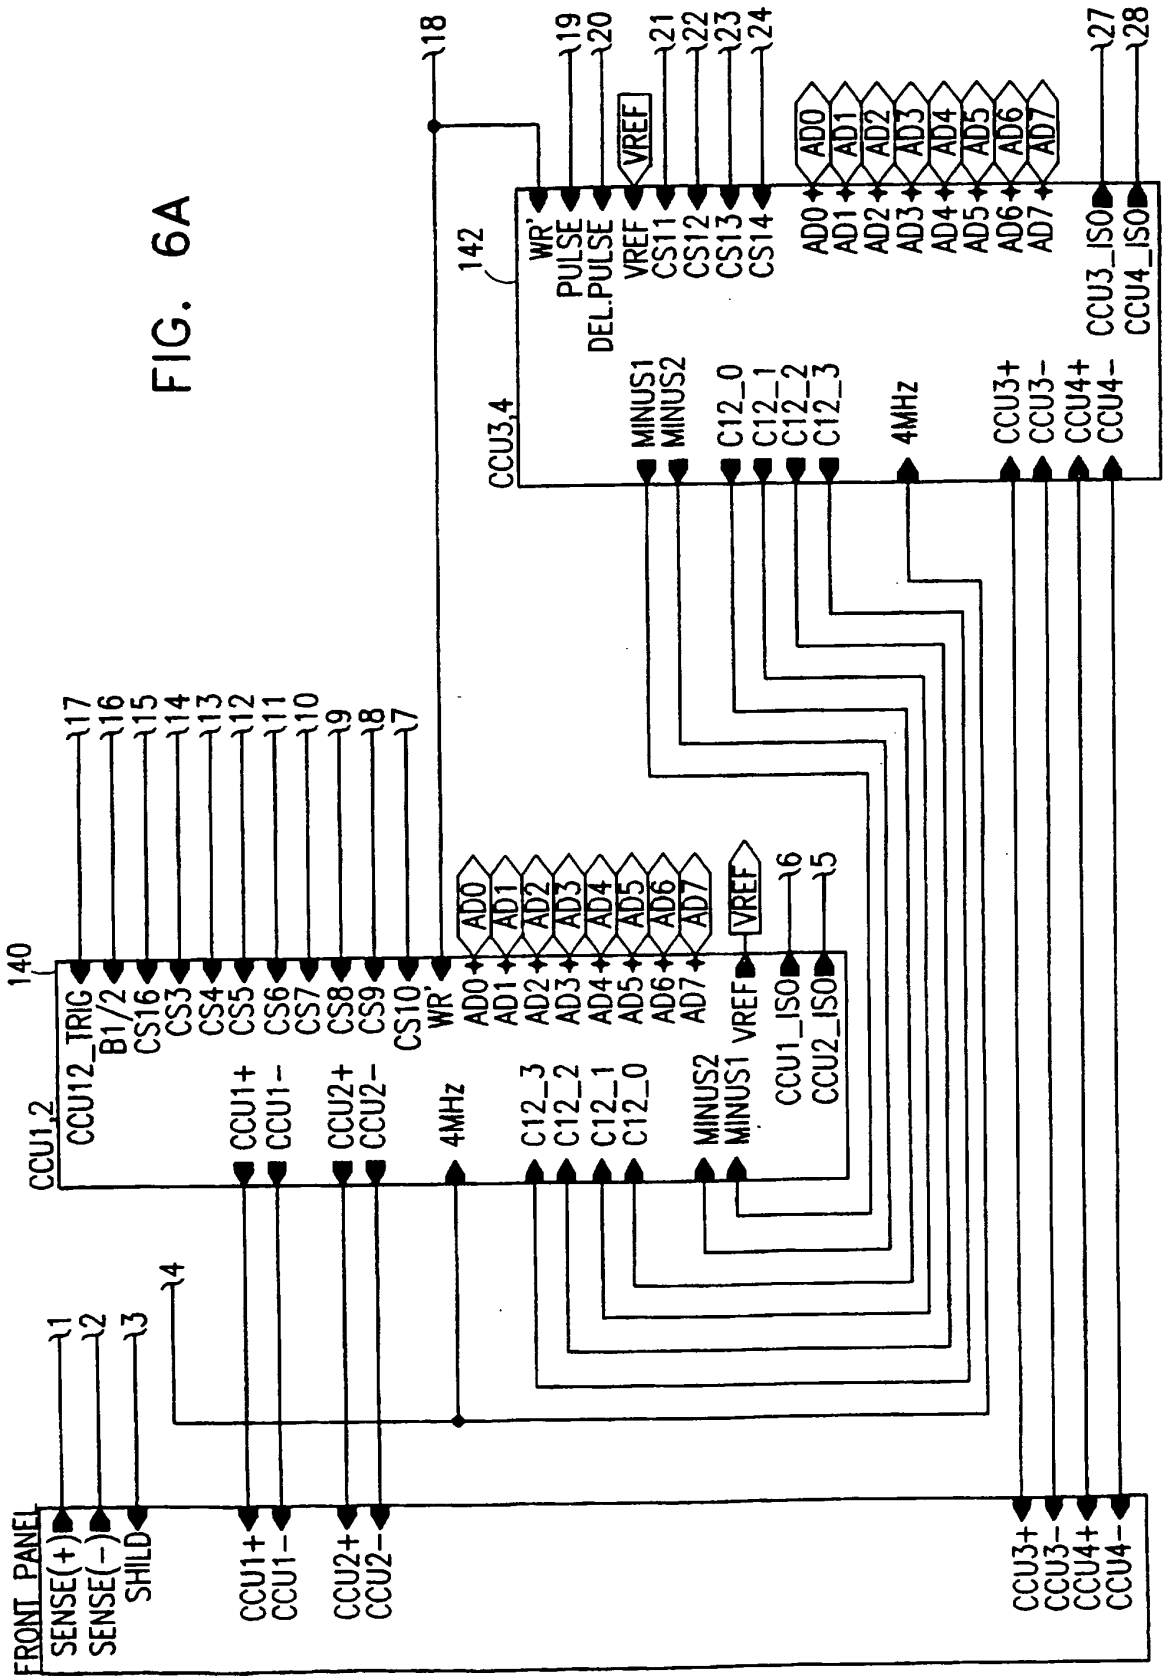 FIG. 6A
FRONT PANEL
SENSE(+)
SENSE(-)
SHILD
CCU1+
CCU1-
CCU2+
CCU2-
CCU3+
CCU3-
CCU4+
CCU4-
1
2
3
4
CCU1,2
140
CCU1+
CCU1-
CCU2+
CCU2-
4MHz
C12_3
C12_2
C12_1
C12_0
MINUS2
MINUS1
CCU12_TRIG
B1/2
CS16
CS3
CS4
CS5
CS6
CS7
CS8
CS9
CS10
WR'
AD0
AD1
AD2
AD3
AD4
AD5
AD6
AD7
VREF
CCU1_ISO
CCU2_ISO
17
16
15
14
13
12
11
10
9
8
7
AD0
AD1
AD2
AD3
AD4
AD5
AD6
AD7
VREF
6
5
CCU3,4
142
MINUS1
MINUS2
C12_0
C12_1
C12_2
C12_3
4MHz
CCU3+
CCU3-
CCU4+
CCU4-
WR'
PULSE
DEL.PULSE
VREF
CS11
CS12
CS13
CS14
AD0
AD1
AD2
AD3
AD4
AD5
AD6
AD7
CCU3_ISO
CCU4_ISO
18
19
20
VREF
21
22
23
24
AD0
AD1
AD2
AD3
AD4
AD5
AD6
AD7
27
28